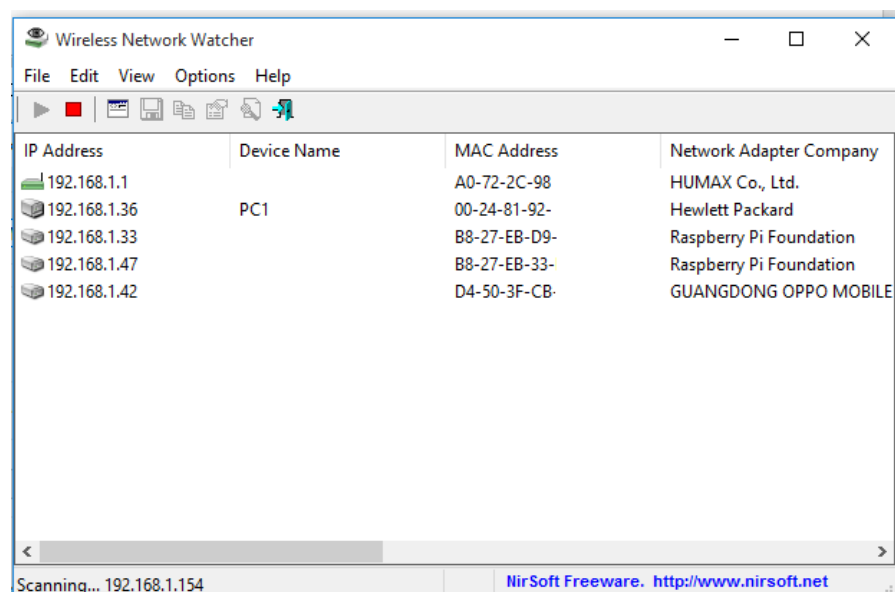 Wireless Network Watcher
File Edit View Options Help
IP Address Device Name MAC Address Network Adapter Company
192.168.1.1 A0-72-2C-98 HUMAX Co., Ltd.
192.168.1.36 PC1 00-24-81-92- Hewlett Packard
192.168.1.33 B8-27-EB-D9- Raspberry Pi Foundation
192.168.1.47 B8-27-EB-33- Raspberry Pi Foundation
192.168.1.42 D4-50-3F-CB- GUANGDONG OPPO MOBILE
Scanning... 192.168.1.154 NirSoft Freeware. http://www.nirsoft.net